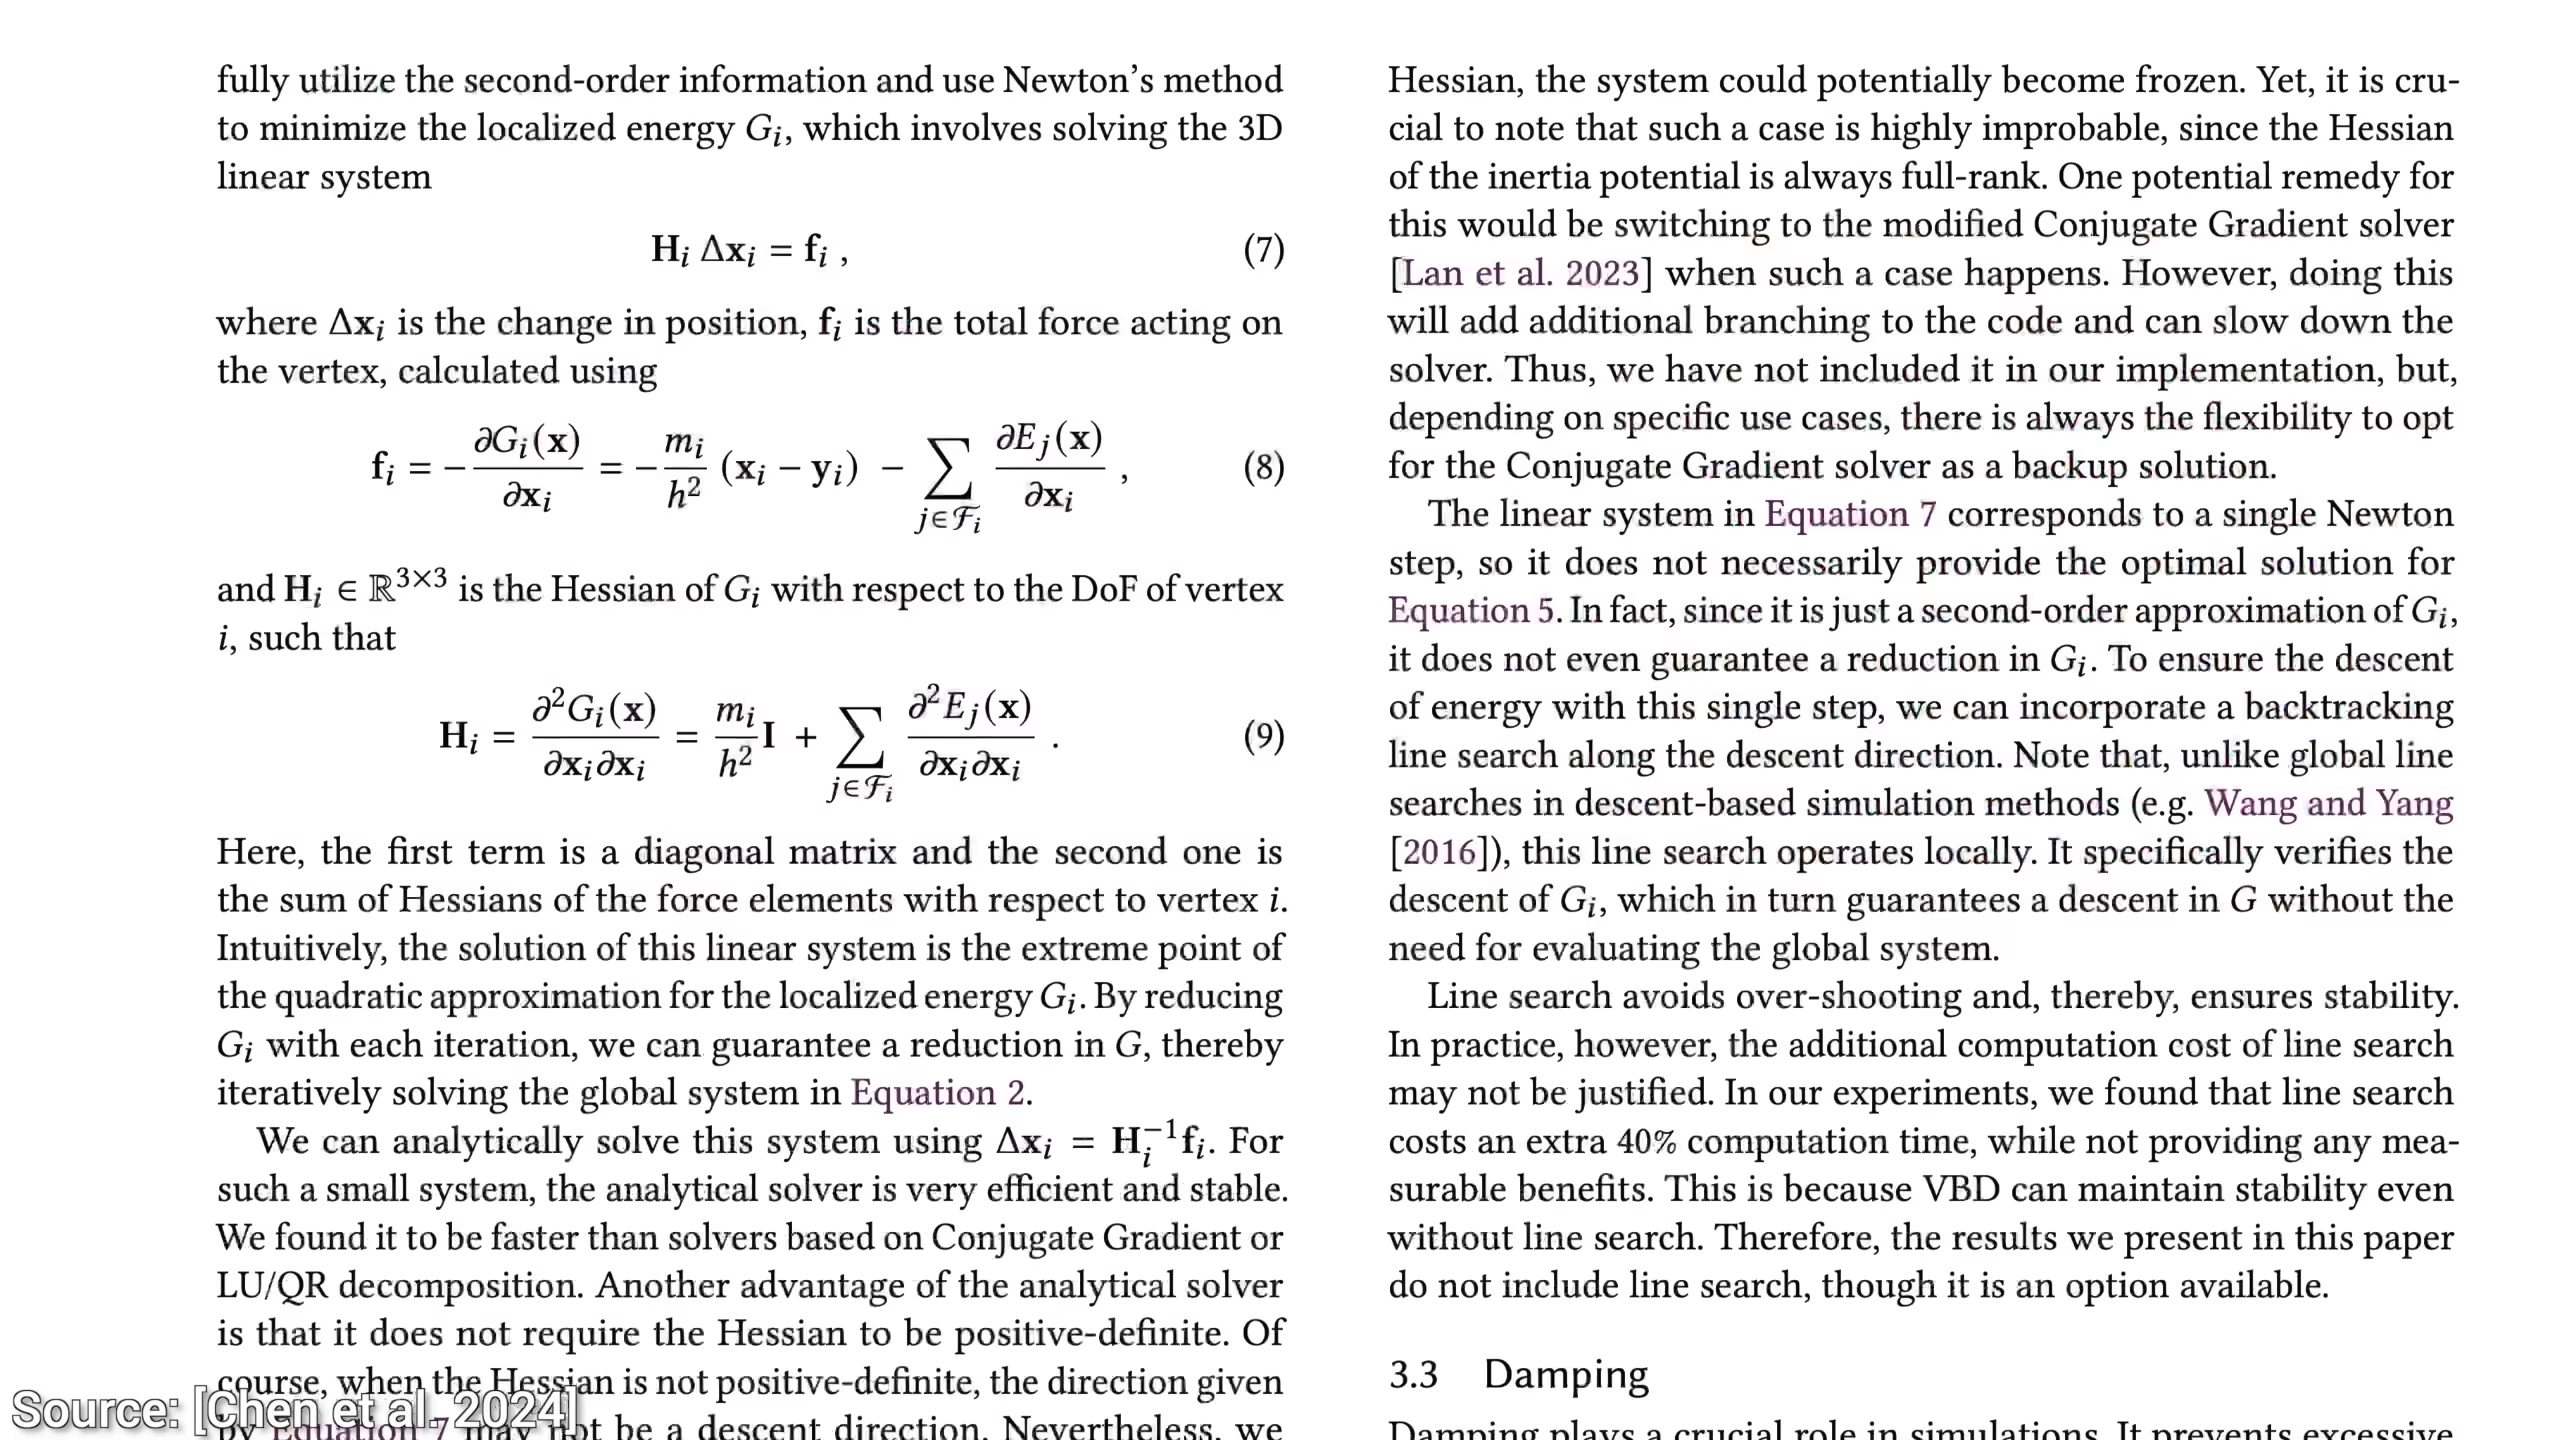 fully utilize the second-order information and use Newton's method
to minimize the localized energy Gᵢ, which involves solving the 3D
linear system
Hᵢ Δxᵢ = fᵢ , (7)
where Δxᵢ is the change in position, fᵢ is the total force acting on
the vertex, calculated using
fᵢ = − ∂Gᵢ(x)/∂xᵢ = − mᵢ/h² (xᵢ − yᵢ) − ∑_{j∈ℱᵢ} ∂Eⱼ(x)/∂xᵢ , (8)
and Hᵢ ∈ ℝ³ˣ³ is the Hessian of Gᵢ with respect to the DoF of vertex
i, such that
Hᵢ = ∂²Gᵢ(x)/∂xᵢ∂xᵢ = mᵢ/h² I + ∑_{j∈ℱᵢ} ∂²Eⱼ(x)/∂xᵢ∂xᵢ . (9)
Here, the first term is a diagonal matrix and the second one is
the sum of Hessians of the force elements with respect to vertex i.
Intuitively, the solution of this linear system is the extreme point of
the quadratic approximation for the localized energy Gᵢ. By reducing
Gᵢ with each iteration, we can guarantee a reduction in G, thereby
iteratively solving the global system in Equation 2.
We can analytically solve this system using Δxᵢ = Hᵢ⁻¹fᵢ. For
such a small system, the analytical solver is very efficient and stable.
We found it to be faster than solvers based on Conjugate Gradient or
LU/QR decomposition. Another advantage of the analytical solver
is that it does not require the Hessian to be positive-definite. Of
course, when the Hessian is not positive-definite, the direction given
by Equation 7 may not be a descent direction. Nevertheless, we
Hessian, the system could potentially become frozen. Yet, it is cru-
cial to note that such a case is highly improbable, since the Hessian
of the inertia potential is always full-rank. One potential remedy for
this would be switching to the modified Conjugate Gradient solver
[Lan et al. 2023] when such a case happens. However, doing this
will add additional branching to the code and can slow down the
solver. Thus, we have not included it in our implementation, but,
depending on specific use cases, there is always the flexibility to opt
for the Conjugate Gradient solver as a backup solution.
The linear system in Equation 7 corresponds to a single Newton
step, so it does not necessarily provide the optimal solution for
Equation 5. In fact, since it is just a second-order approximation of Gᵢ,
it does not even guarantee a reduction in Gᵢ. To ensure the descent
of energy with this single step, we can incorporate a backtracking
line search along the descent direction. Note that, unlike global line
searches in descent-based simulation methods (e.g. Wang and Yang
[2016]), this line search operates locally. It specifically verifies the
descent of Gᵢ, which in turn guarantees a descent in G without the
need for evaluating the global system.
Line search avoids over-shooting and, thereby, ensures stability.
In practice, however, the additional computation cost of line search
may not be justified. In our experiments, we found that line search
costs an extra 40% computation time, while not providing any mea-
surable benefits. This is because VBD can maintain stability even
without line search. Therefore, the results we present in this paper
do not include line search, though it is an option available.
3.3 Damping
Damping plays a crucial role in simulations. It prevents excessive
Source: [Chen et al. 2024]